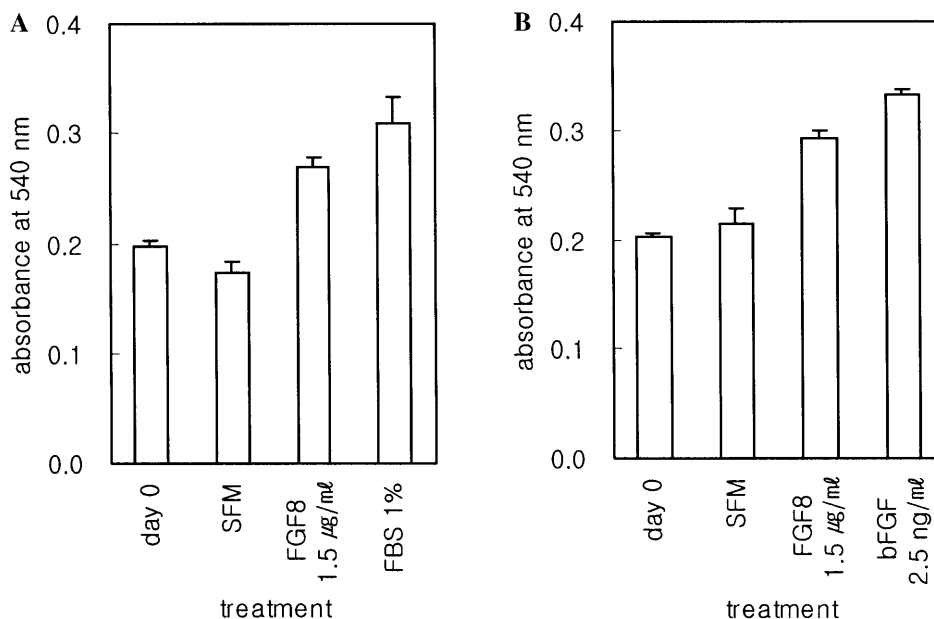 A
absorbance at 540 nm
0.4
0.3
0.2
0.1
0.0
day 0
SFM
FGF8
1.5 ㎍/㎖
FBS 1%
treatment
B
absorbance at 540 nm
0.4
0.3
0.2
0.1
0.0
day 0
SFM
FGF8
1.5 ㎍/㎖
bFGF
2.5 ng/㎖
treatment